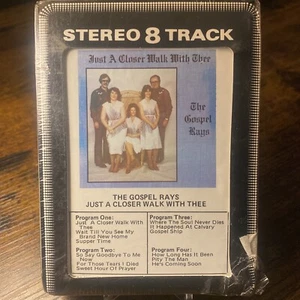 STEREO 8 TRACK
Just A Closer Walk With Thee
The
Gospel
Rays
THE GOSPEL RAYS
JUST A CLOSER WALK WITH THEE
Program One:
Just A Closer Walk With
Thee
Wait Till You See My
Brand New Home
Supper Time
Program Two:
So Say Goodbye To Me
Now
For Those Tears I Died
Sweet Hour Of Prayer
Program Three:
Where The Soul Never Dies
It Happened At Calvary
Gospel Ship
Program Four:
How Long Has It Been
Pity The Man
He's Coming Soon